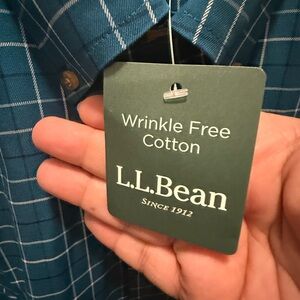 Wrinkle Free
Cotton
L.L.Bean
SINCE 1912